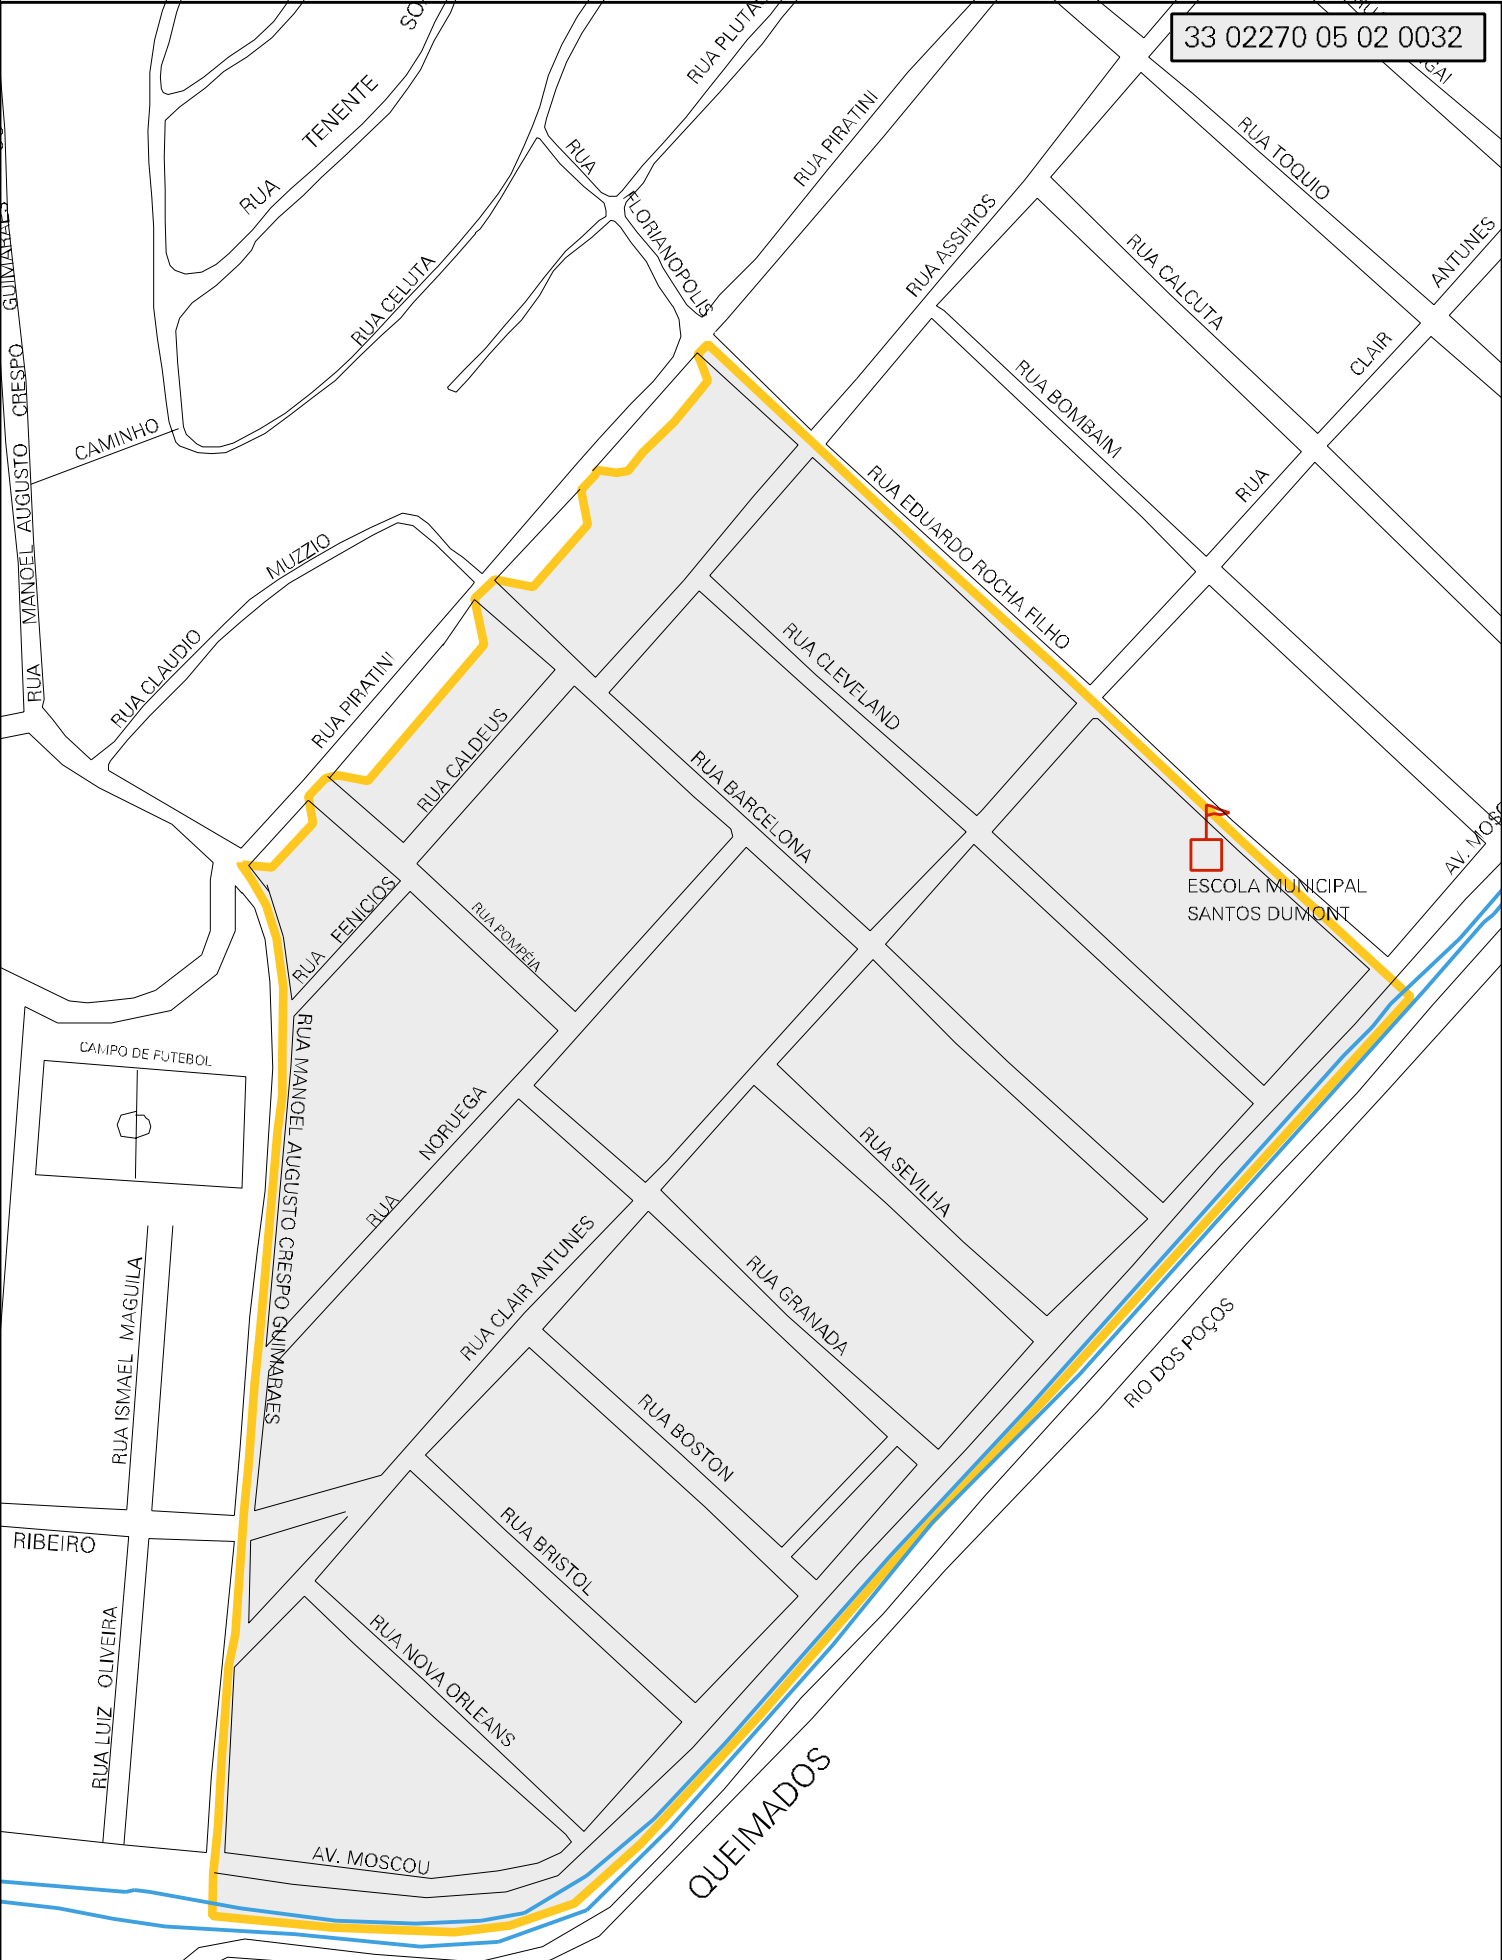 33 02270 05 02 0032
RUA TENENTE
RUA PLUTA
RUA PIRATINI
RUA FLORIANOPOLIS
RUA TOQUIO
RUA ASSIRIOS
RUA CALCUTA
RUA CLAIR ANTUNES
RUA CELUTA
RUA BOMBAIM
CAMINHO
RUA MANOEL AUGUSTO CRESPO GUIMARAES
RUA EDUARDO ROCHA FILHO
RUA CLAUDIO MUZZIO
RUA PIRATINI
RUA CLEVELAND
RUA CALDEUS
RUA BARCELONA
AV. MOSC
ESCOLA MUNICIPAL
SANTOS DUMONT
RUA FENICIOS
RUA POMPÉIA
RUA MANOEL AUGUSTO CRESPO GUIMARAES
CAMPO DE FUTEBOL
RUA NORUEGA
RUA SEVILHA
RUA CLAIR ANTUNES
RUA GRANADA
RUA ISMAEL MAGUILA
RIO DOS POÇOS
RUA BOSTON
RUA BRISTOL
RIBEIRO
RUA NOVA ORLEANS
RUA LUIZ OLIVEIRA
QUEIMADOS
AV. MOSCOU